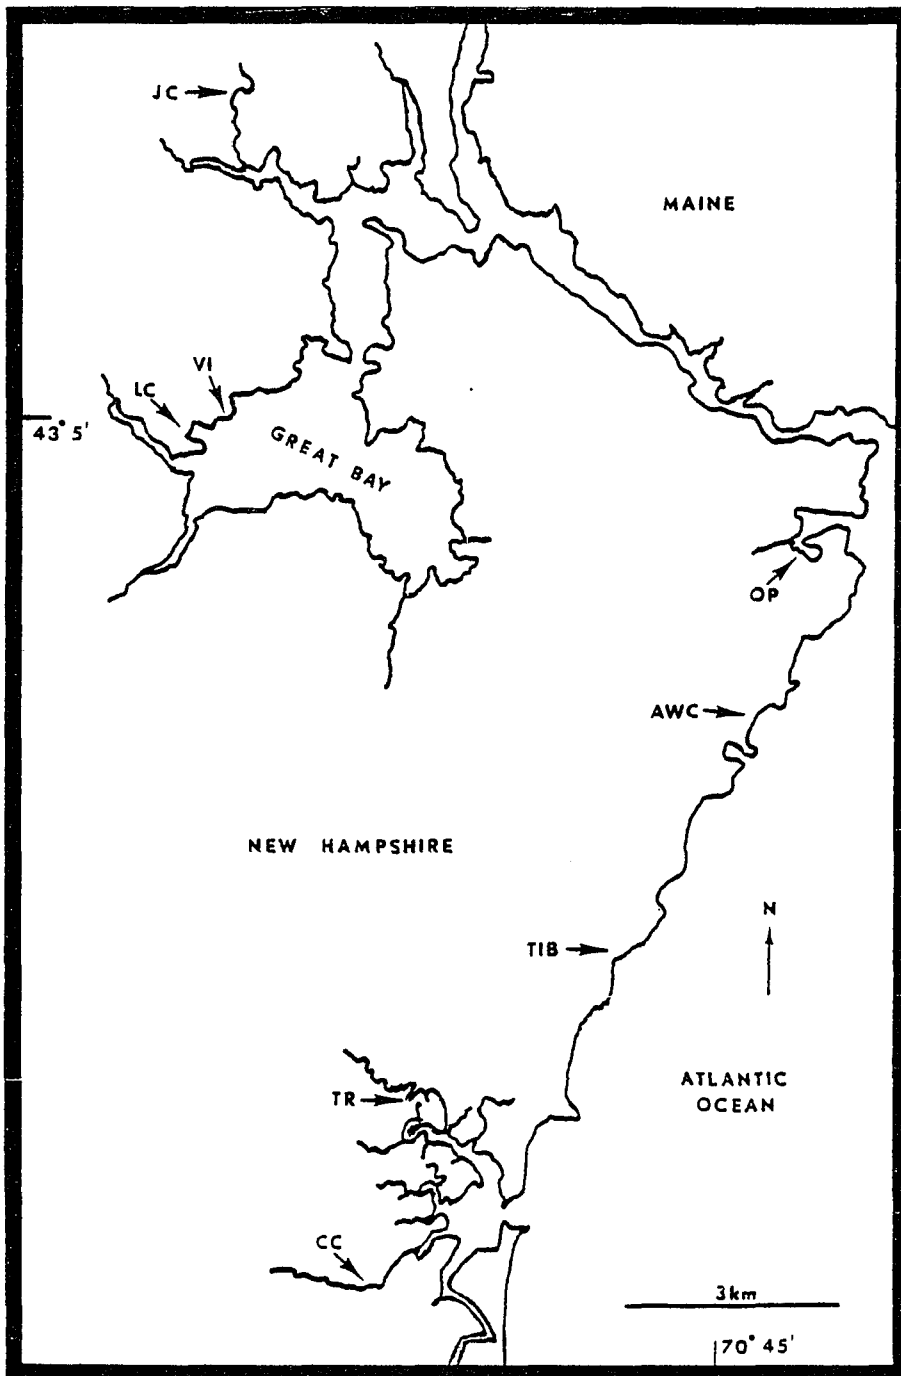 JC
MAINE
VI
LC
43° 5'
GREAT BAY
OP
AWC
NEW HAMPSHIRE
N
TIB
ATLANTIC
OCEAN
TR
CC
3km
70° 45'